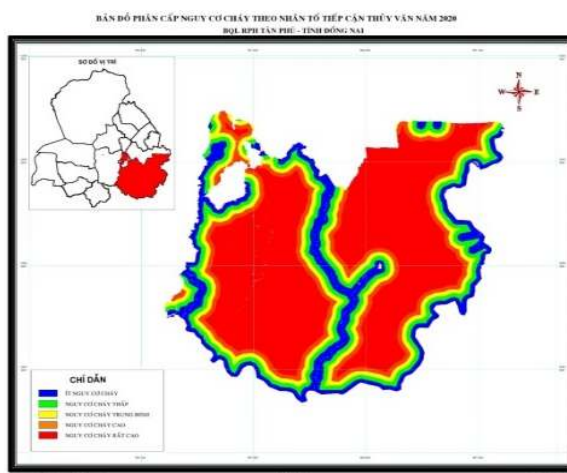 BẢN ĐỒ PHÂN CẤP NGUY CƠ CHÁY THEO NHÂN TỐ TIẾP CẬN THỦY VĂN NĂM 2020
BQL RPH TÂN PHÚ - TỈNH ĐỒNG NAI
SƠ ĐỒ VỊ TRÍ
N
W
E
S
CHỈ DẪN
ÍT NGUY CƠ CHÁY
NGUY CƠ CHÁY THẤP
NGUY CƠ CHÁY TRUNG BÌNH
NGUY CƠ CHÁY CAO
NGUY CƠ CHÁY RẤT CAO